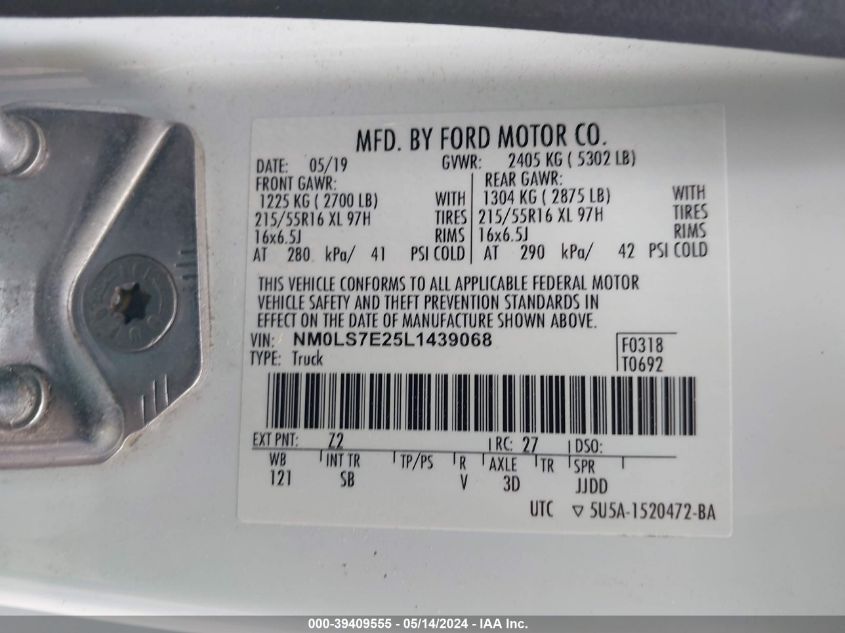 MFD. BY FORD MOTOR CO.
DATE: 05/19 GVWR: 2405 KG ( 5302 LB)
FRONT GAWR: REAR GAWR:
1225 KG ( 2700 LB) WITH 1304 KG ( 2875 LB) WITH
215/55R16 XL 97H TIRES 215/55R16 XL 97H TIRES
16x6.5J RIMS 16x6.5J RIMS
AT 280 kPa/ 41 PSI COLD AT 290 kPa/ 42 PSI COLD
THIS VEHICLE CONFORMS TO ALL APPLICABLE FEDERAL MOTOR
VEHICLE SAFETY AND THEFT PREVENTION STANDARDS IN
EFFECT ON THE DATE OF MANUFACTURE SHOWN ABOVE.
VIN: NM0LS7E25L1439068 F0318
TYPE: Truck T0692
EXT PNT: Z2 RC: 27 DSO:
WB INT TR TP/PS R AXLE TR SPR
121 SB V 3D JJDD
UTC ▽ 5U5A-1520472-BA
000-39409555 - 05/14/2024 - IAA Inc.